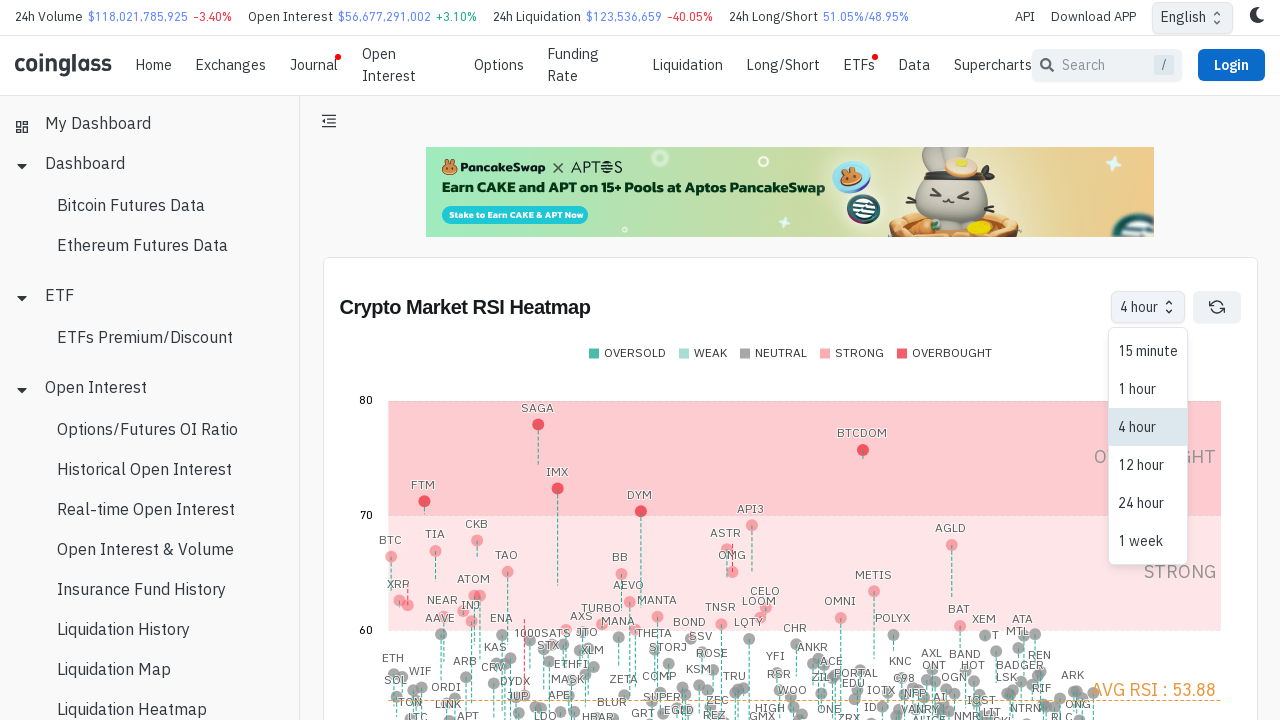 24h Volume $118,021,785,925 -3.40% Open Interest $56,677,291,002 +3.10% 24h Liquidation $123,536,659 -40.05% 24h Long/Short 51.05%/48.95% API Download APP English
coinglass Home Exchanges Journal Open Interest Options Funding Rate Liquidation Long/Short ETFs Data Supercharts Search / Login
My Dashboard
Dashboard
Bitcoin Futures Data
Ethereum Futures Data
ETF
ETFs Premium/Discount
Open Interest
Options/Futures OI Ratio
Historical Open Interest
Real-time Open Interest
Open Interest & Volume
Insurance Fund History
Liquidation History
Liquidation Map
Liquidation Heatmap
PancakeSwap × APTOS
Earn CAKE and APT on 15+ Pools at Aptos PancakeSwap
Stake to Earn CAKE & APT Now
Crypto Market RSI Heatmap
4 hour
15 minute
1 hour
4 hour
12 hour
24 hour
1 week
OVERSOLD WEAK NEUTRAL STRONG OVERBOUGHT
80
SAGA
BTCDOM
IMX
FTM
DYM
API3
70
CKB
AGLD
TIA
ASTR
BTC
TAO
BB
OMG
STRONG
METIS
ATOM
XRP
AEVO
CELO
NEAR
INJ
MANTA
LOOM
OMNI
TURBO
TNSR
BAT
AAVE
ENA
AXS
MANA
BOND
LQTY
POLYX
XEM
ATA
60
1000SATS
JTO
THETA
SSV
CHR
MTL
KAS
STX
XLM
STORJ
ROSE
ANKR
ETH
ARB
CRV
ETHFI
YFI
ACE
KNC
AXL
BAND
REN
WIF
KSM
ONT
HOT
BADGER
SOL
DYDX
MASK
ZETA
COMP
TRU
RSR
ZIL
PORTAL
C98
OGN
LSK
ARK
ORDI
JUP
APE
SUPER
WOO
EDU
IOTX
NFP
RIF
AVG RSI : 53.88
TON
LINK
BLUR
ZEC
HIGH
ONE
ID
AI
IOST
NTRN
ONG
LTC
APT
LDO
HBAR
GRT
EGLD
REZ
GMX
ZRX